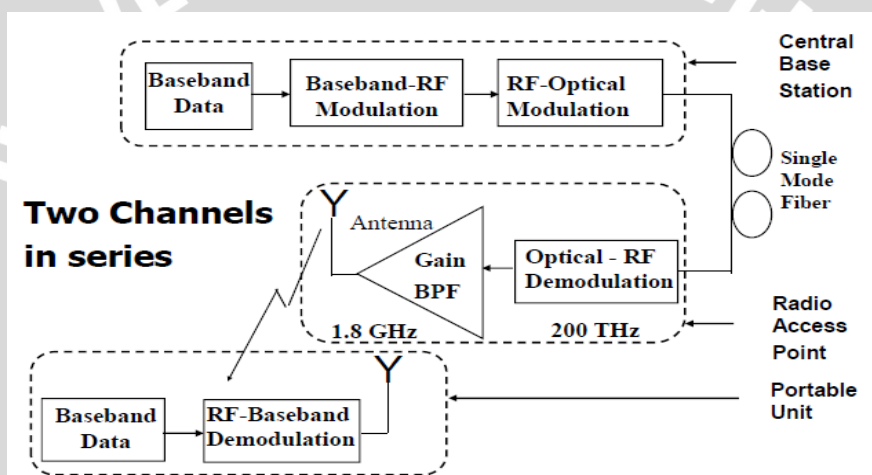 Central
Base
Station
Baseband
Data
Baseband-RF
Modulation
RF-Optical
Modulation
Single
Mode
Fiber
Two Channels
in series
Y
Antenna
Gain
BPF
Optical - RF
Demodulation
1.8 GHz
200 THz
Radio
Access
Point
Y
Portable
Unit
Baseband
Data
RF-Baseband
Demodulation